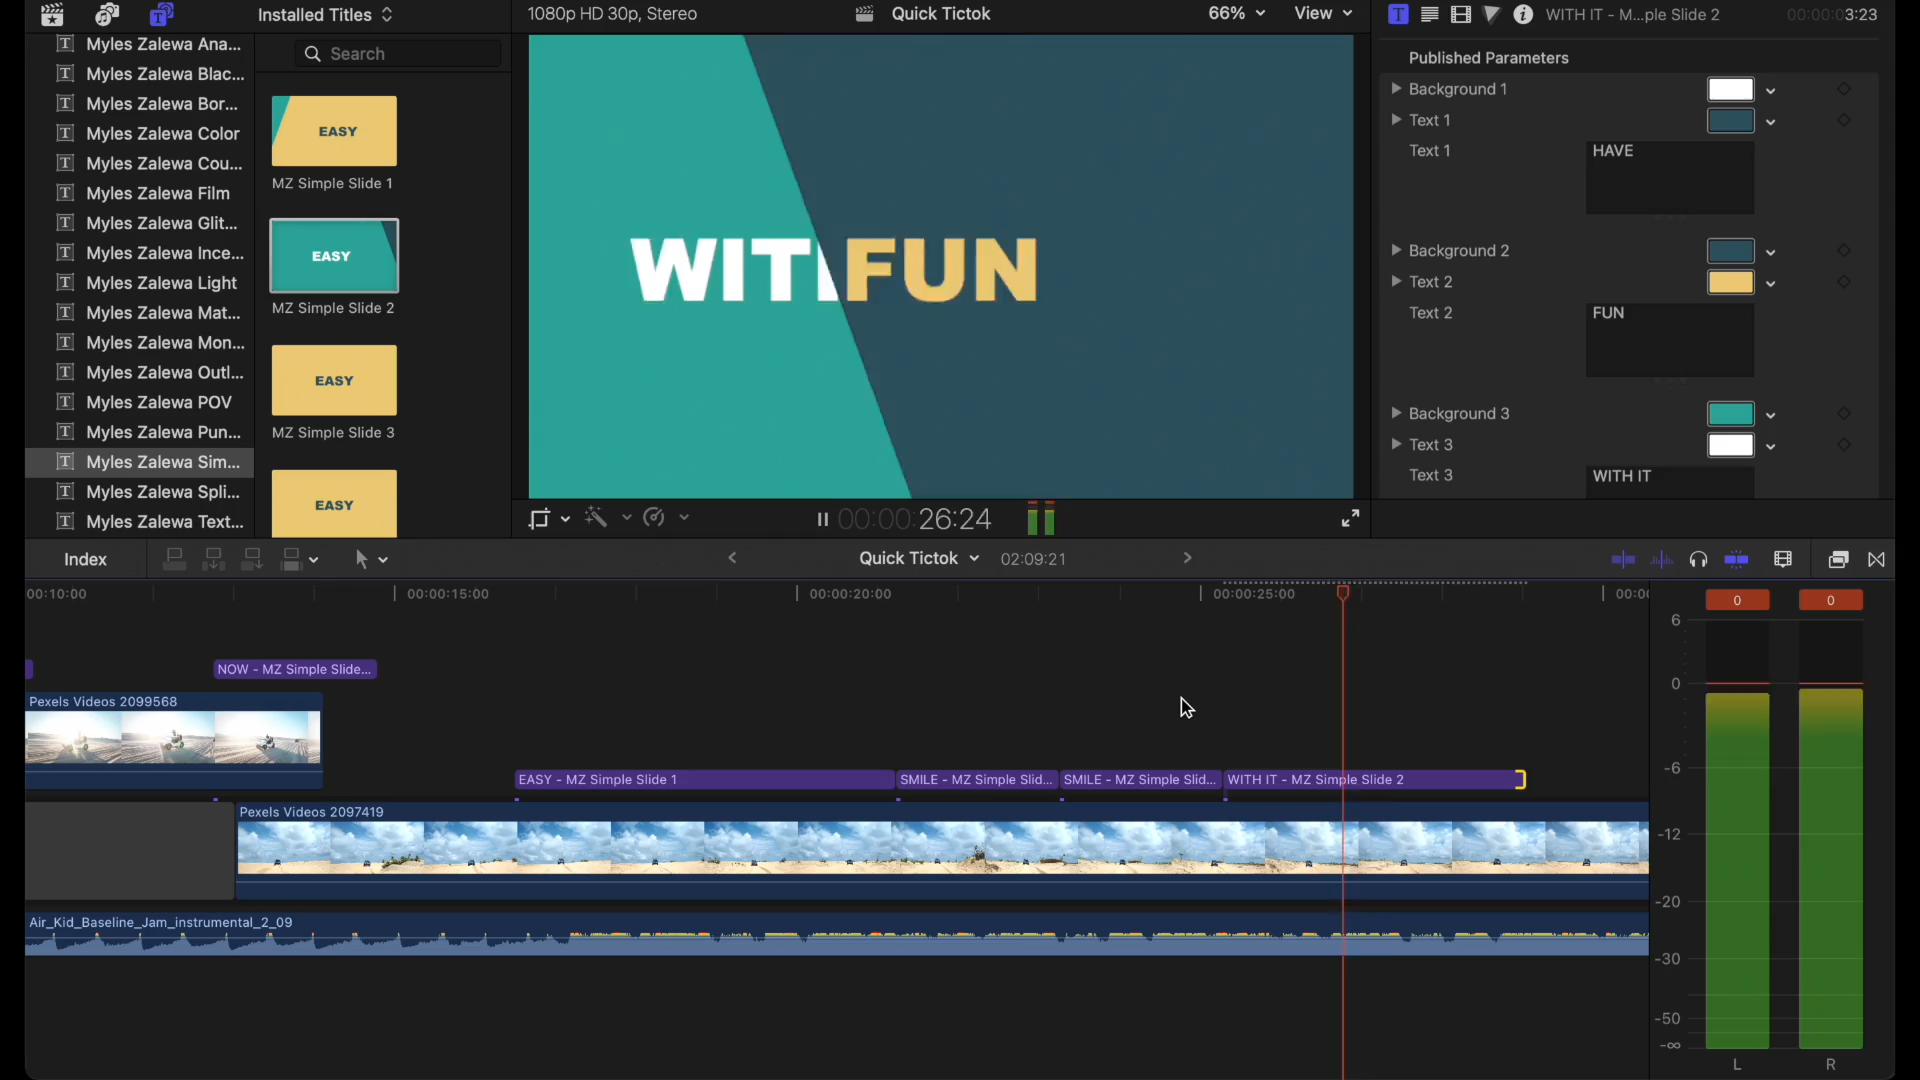 Installed Titles
1080p HD 30p, Stereo
Quick Tictok
66%
View
WITH IT - M...ple Slide 2
00:00:03:23
Myles Zalewa Ana...
Myles Zalewa Blac...
Myles Zalewa Bor...
Myles Zalewa Color
Myles Zalewa Cou...
Myles Zalewa Film
Myles Zalewa Glit...
Myles Zalewa Ince...
Myles Zalewa Light
Myles Zalewa Mat...
Myles Zalewa Mon...
Myles Zalewa Outl...
Myles Zalewa POV
Myles Zalewa Pun...
Myles Zalewa Sim...
Myles Zalewa Spli...
Myles Zalewa Text...
Search
EASY
MZ Simple Slide 1
EASY
MZ Simple Slide 2
EASY
MZ Simple Slide 3
EASY
WIT FUN
Published Parameters
Background 1
Text 1
Text 1 HAVE
Background 2
Text 2
Text 2 FUN
Background 3
Text 3
Text 3 WITH IT
00:00:26:24
Index
Quick Tictok
02:09:21
00:10:00
00:00:15:00
00:00:20:00
00:00:25:00
00:0
NOW - MZ Simple Slide...
Pexels Videos 2099568
EASY - MZ Simple Slide 1
SMILE - MZ Simple Slid...
SMILE - MZ Simple Slid...
WITH IT - MZ Simple Slide 2
Pexels Videos 2097419
Air_Kid_Baseline_Jam_instrumental_2_09
0 0
6
0
-6
-12
-20
-30
-50
-∞
L R